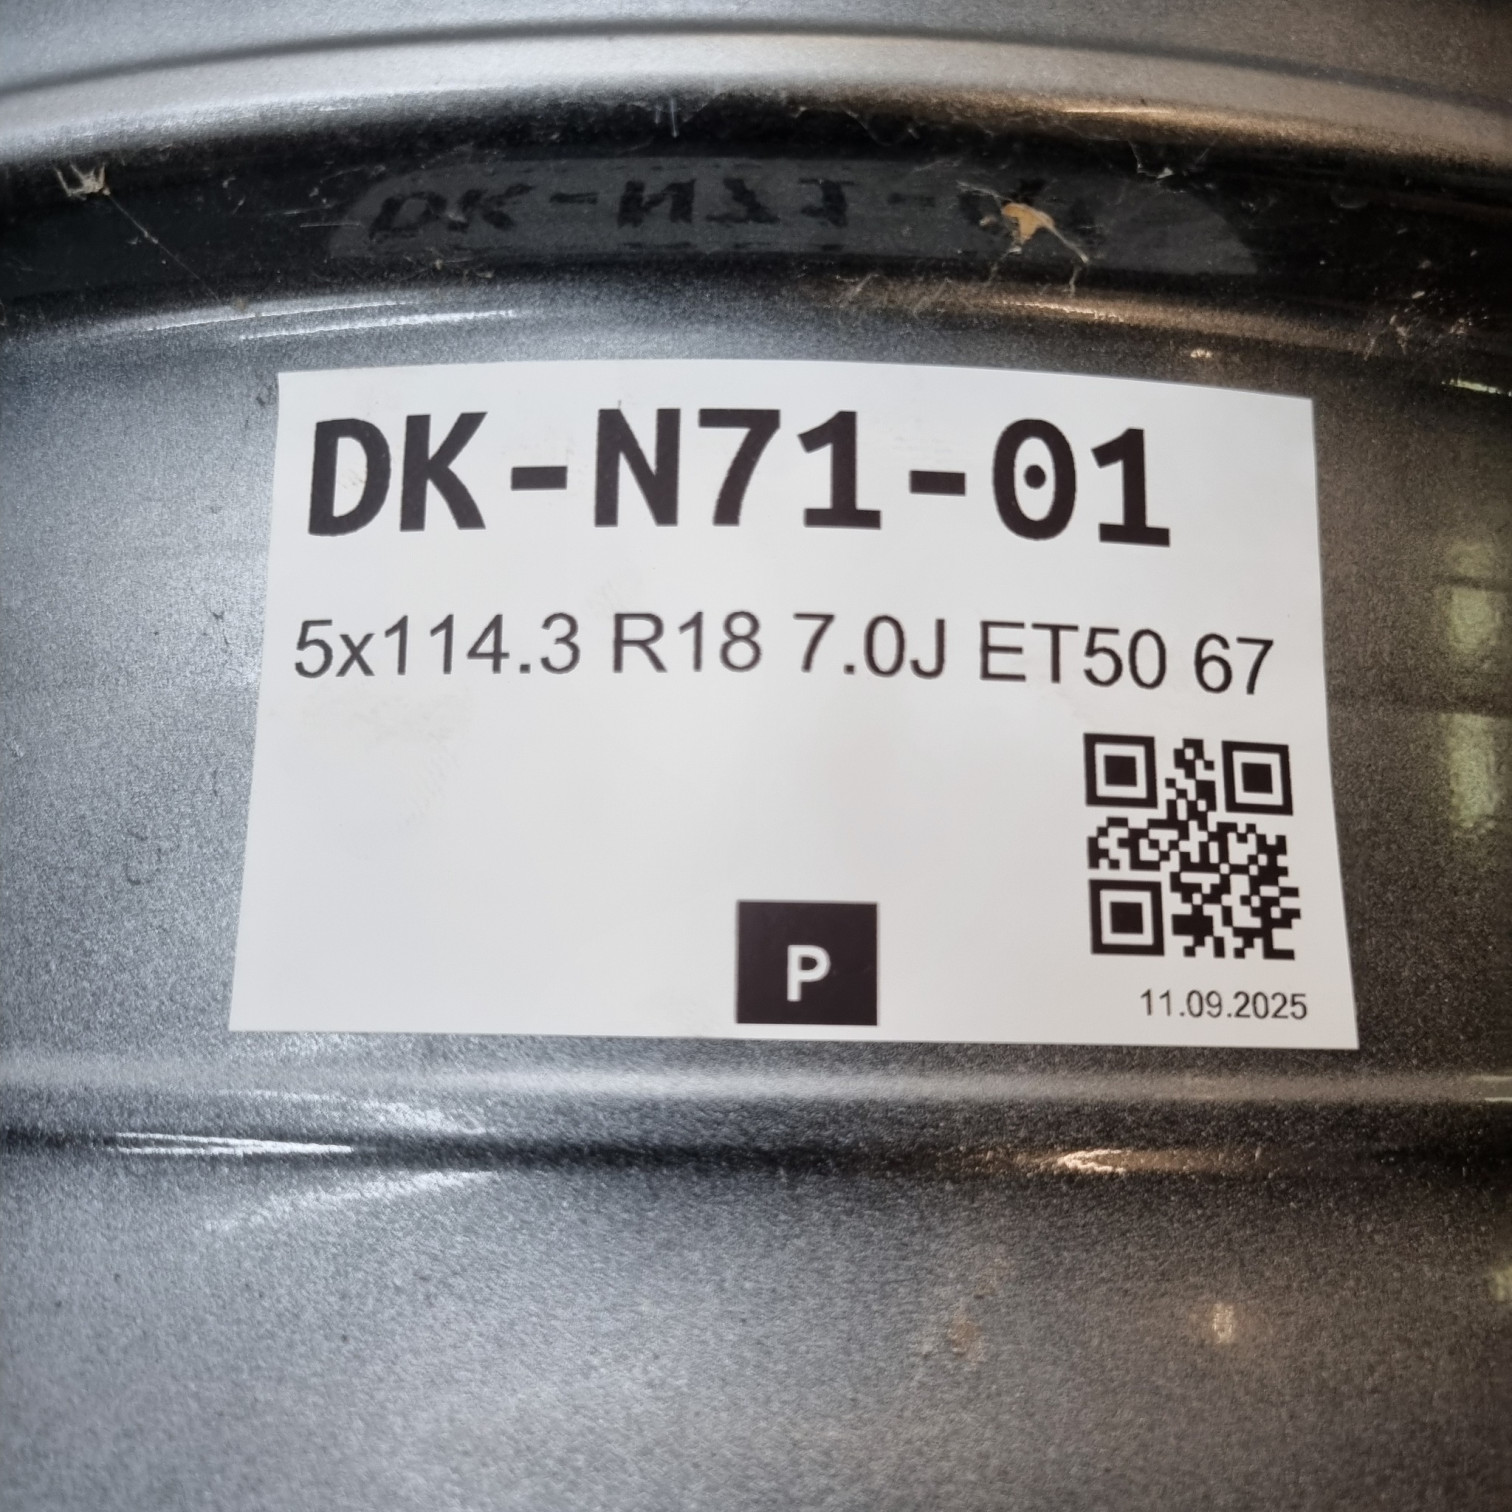 DK-N71-01
5x114.3 R18 7.0J ET50 67
P
11.09.2025